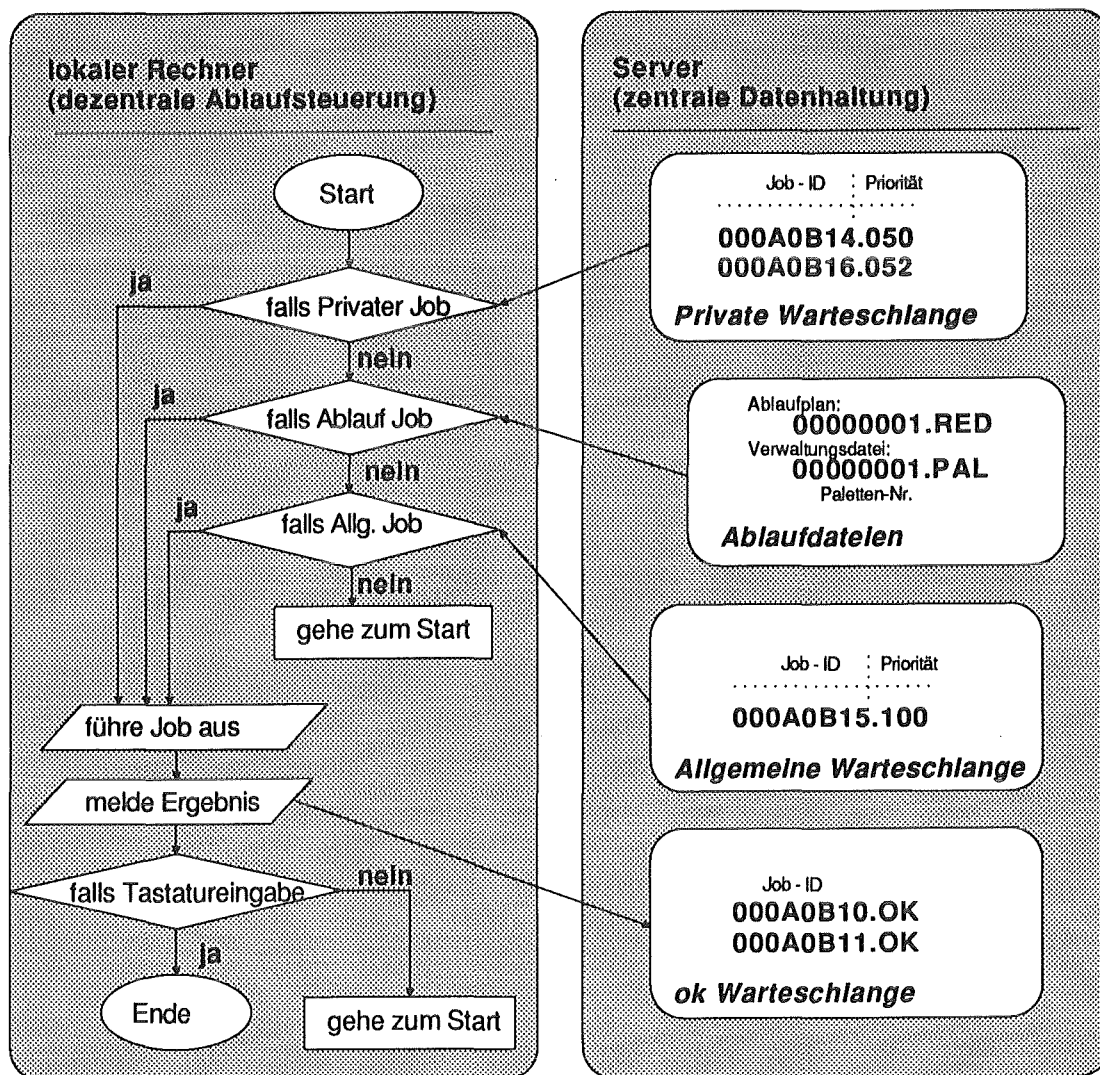 lokaler Rechner
(dezentrale Ablaufsteuerung)
Start
ja
falls Privater Job
nein
ja
falls Ablauf Job
nein
ja
falls Allg. Job
nein
gehe zum Start
führe Job aus
melde Ergebnis
nein
falls Tastatureingabe
ja
Ende
gehe zum Start
Server
(zentrale Datenhaltung)
Job - ID Priorität
000A0B14.050
000A0B16.052
Private Warteschlange
Ablaufplan:
00000001.RED
Verwaltungsdatei:
00000001.PAL
Paletten-Nr.
Ablaufdateien
Job - ID Priorität
000A0B15.100
Allgemeine Warteschlange
Job - ID
000A0B10.OK
000A0B11.OK
ok Warteschlange